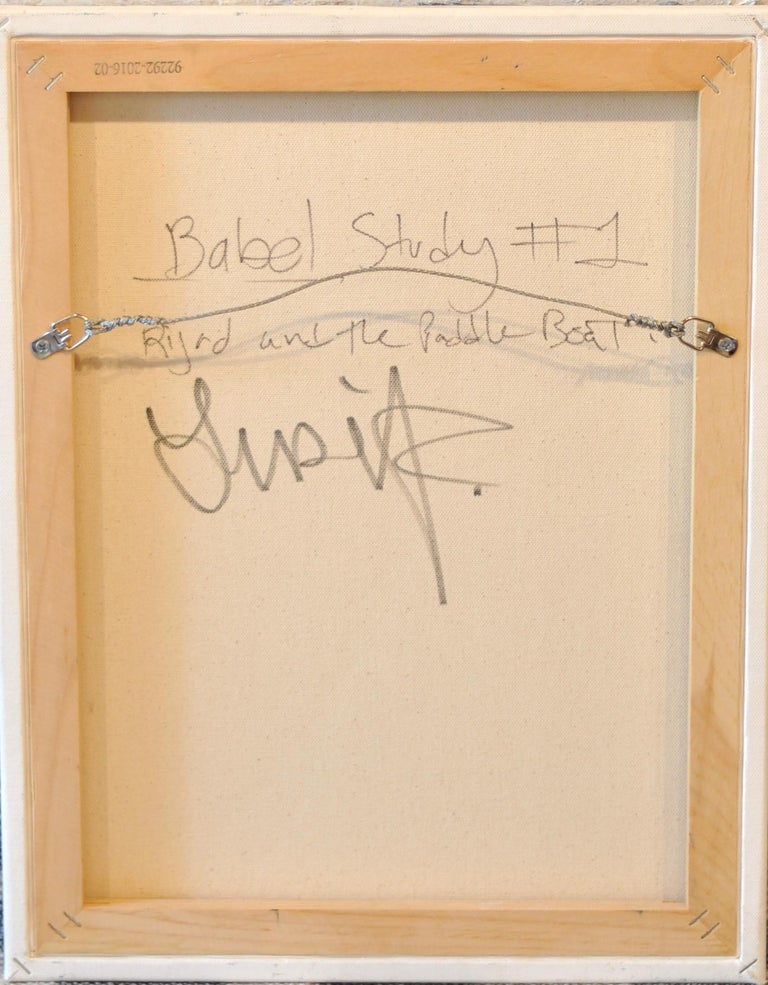 92292-2016-02
Babel Study #1
and the Paddle Boat